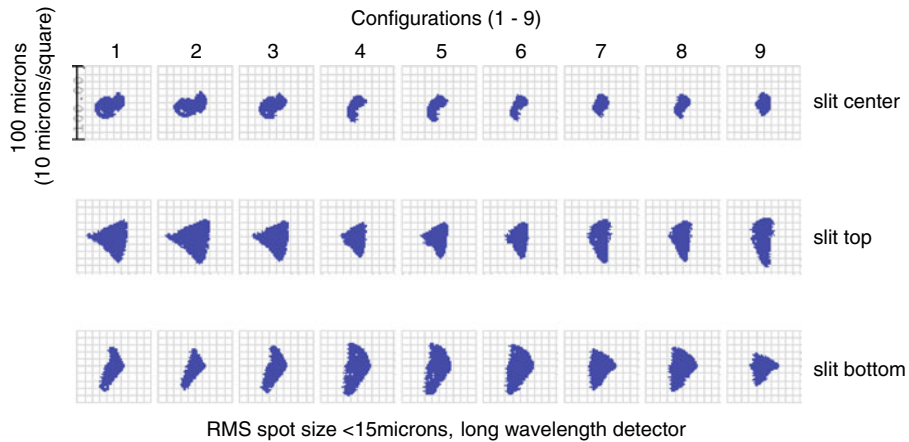 Configurations (1 - 9)
1 2 3 4 5 6 7 8 9
100 microns
(10 microns/square)
slit center
slit top
slit bottom
RMS spot size <15microns, long wavelength detector